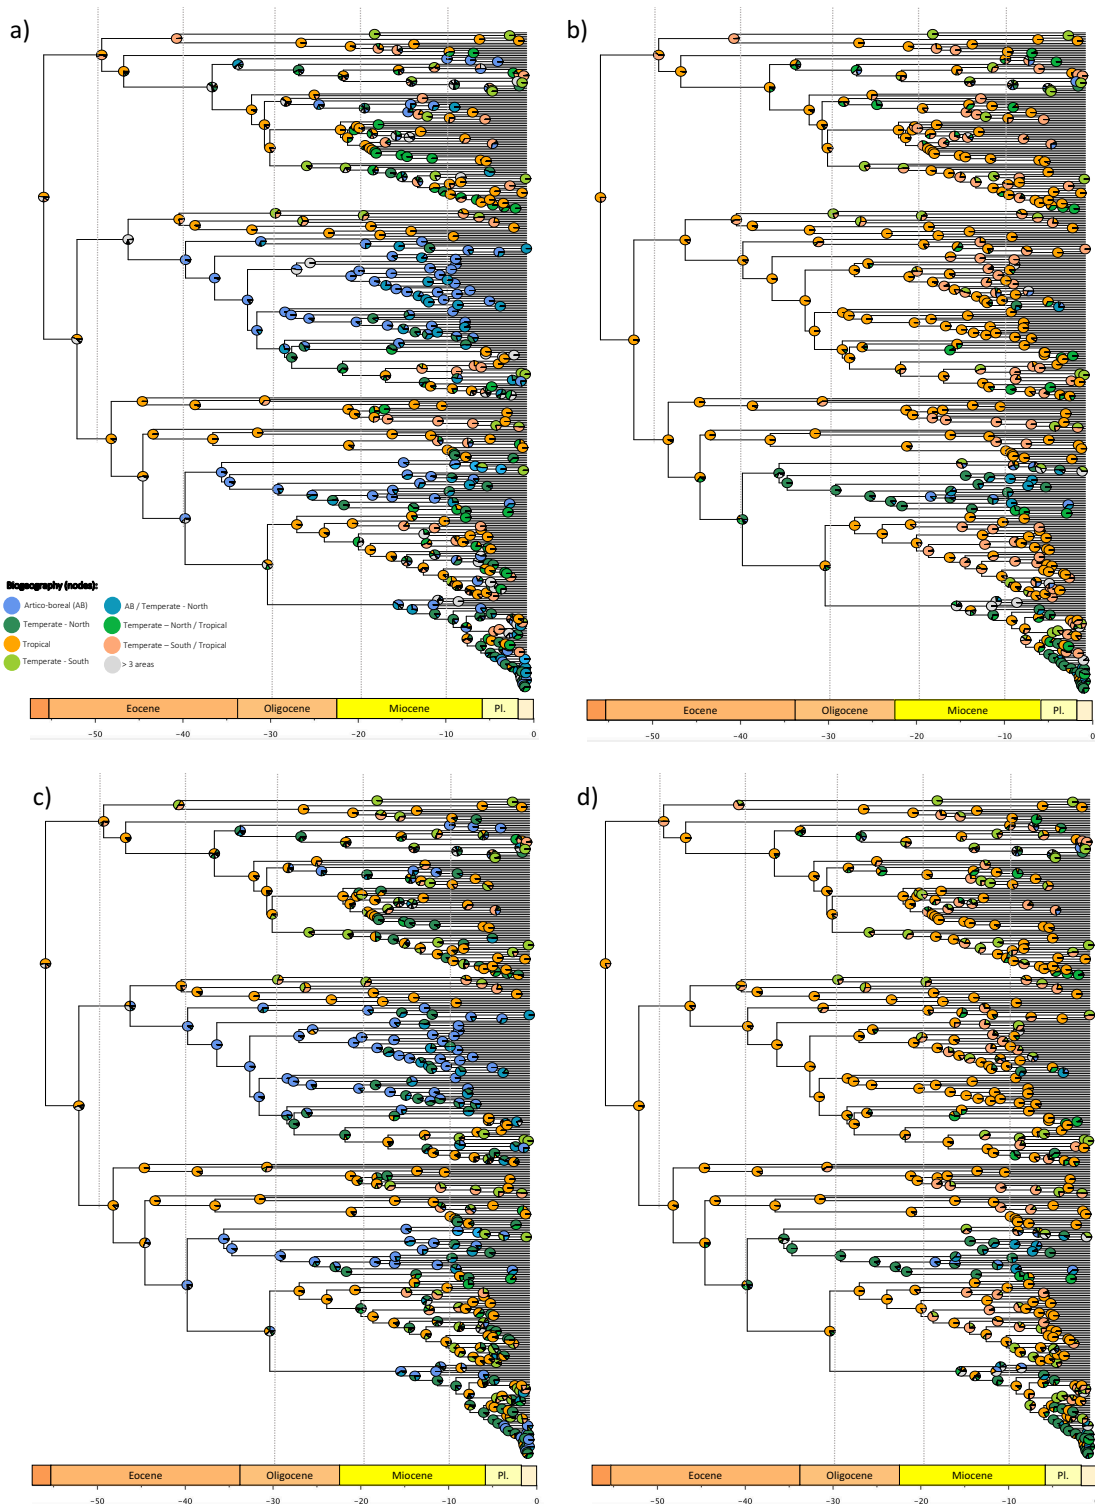 a)
b)
Biogeography (nodes):
Artico-boreal (AB)
AB / Temperate - North
Temperate - North
Temperate – North / Tropical
Tropical
Temperate – South / Tropical
Temperate - South
> 3 areas
Eocene
Oligocene
Miocene
Pl.
−50
−40
−30
−20
−10
0
Eocene
Oligocene
Miocene
Pl.
−50
−40
−30
−20
−10
0
c)
d)
Eocene
Oligocene
Miocene
Pl.
−50
−40
−30
−20
−10
0
Eocene
Oligocene
Miocene
Pl.
−50
−40
−30
−20
−10
0